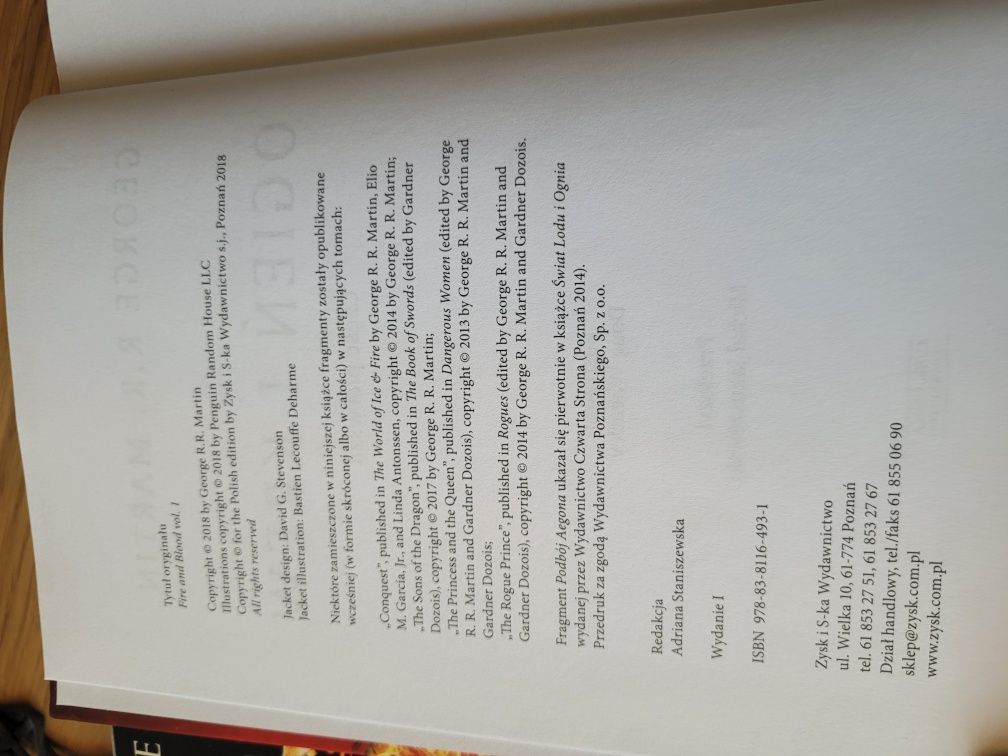 Tytuł oryginału
Fire and Blood vol. 1
Copyright © 2018 by George R.R. Martin
Illustrations copyright © 2018 by Penguin Random House LLC
Copyright © for the Polish edition by Zysk i S-ka Wydawnictwo s.j., Poznań 2018
All rights reserved
Jacket design: David G. Stevenson
Jacket illustration: Bastien Lecouffe Deharme
Niektóre zamieszczone w niniejszej książce fragmenty zostały opublikowane
wcześniej (w formie skróconej albo w całości) w następujących tomach:
„Conquest”, published in The World of Ice & Fire by George R. R. Martin, Elio
M. García, Jr., and Linda Antonssen, copyright © 2014 by George R. R. Martin;
„The Sons of the Dragon”, published in The Book of Swords (edited by Gardner
Dozois), copyright © 2017 by George R. R. Martin;
„The Princess and the Queen”, published in Dangerous Women (edited by George
R. R. Martin and Gardner Dozois), copyright © 2013 by George R. R. Martin and
Gardner Dozois;
„The Rogue Prince”, published in Rogues (edited by George R. R. Martin and
Gardner Dozois), copyright © 2014 by George R. R. Martin and Gardner Dozois.
Fragment Podbój Aegona ukazał się pierwotnie w książce Świat Lodu i Ognia
wydanej przez Wydawnictwo Czwarta Strona (Poznań 2014).
Przedruk za zgodą Wydawnictwa Poznańskiego. Sp. z o.o.
Redakcja
Adriana Staniszewska
Wydanie I
ISBN 978-83-8116-493-1
Zysk i S-ka Wydawnictwo
ul. Wielka 10, 61-774 Poznań
tel. 61 853 27 51, 61 853 27 67
Dział handlowy, tel./faks 61 855 06 90
sklep@zysk.com.pl
www.zysk.com.pl